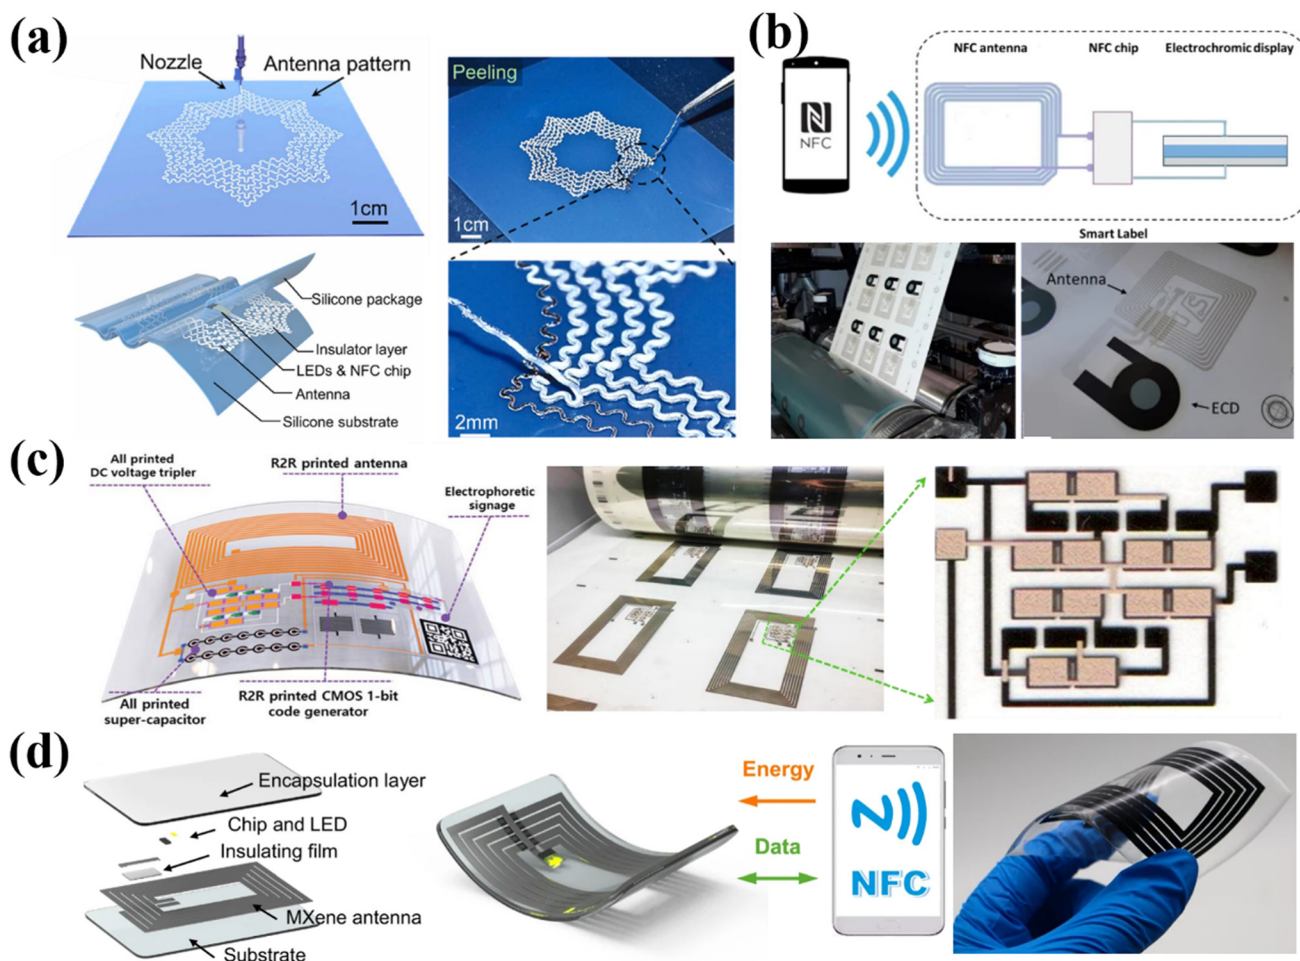 (a)
Nozzle
Antenna pattern
1cm
Peeling
1cm
Silicone package
Insulator layer
LEDs & NFC chip
Antenna
Silicone substrate
2mm
(b)
NFC antenna
NFC chip
Electrochromic display
NFC
Smart Label
Antenna
ECD
(c)
All printed
DC voltage tripler
R2R printed antenna
Electrophoretic
signage
All printed
super-capacitor
R2R printed CMOS 1-bit
code generator
(d)
Encapsulation layer
Chip and LED
Insulating film
MXene antenna
Substrate
Energy
Data
NFC